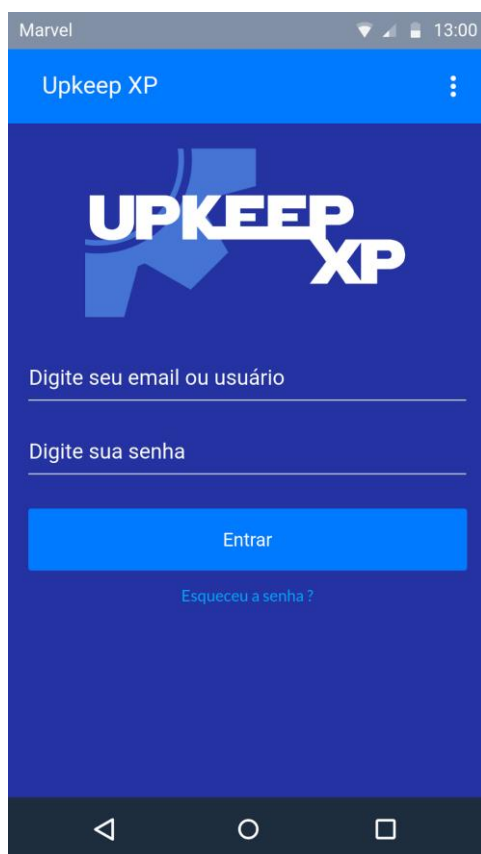 Marvel 13:00
Upkeep XP
UPKEEP
XP
Digite seu email ou usuário
Digite sua senha
Entrar
Esqueceu a senha ?